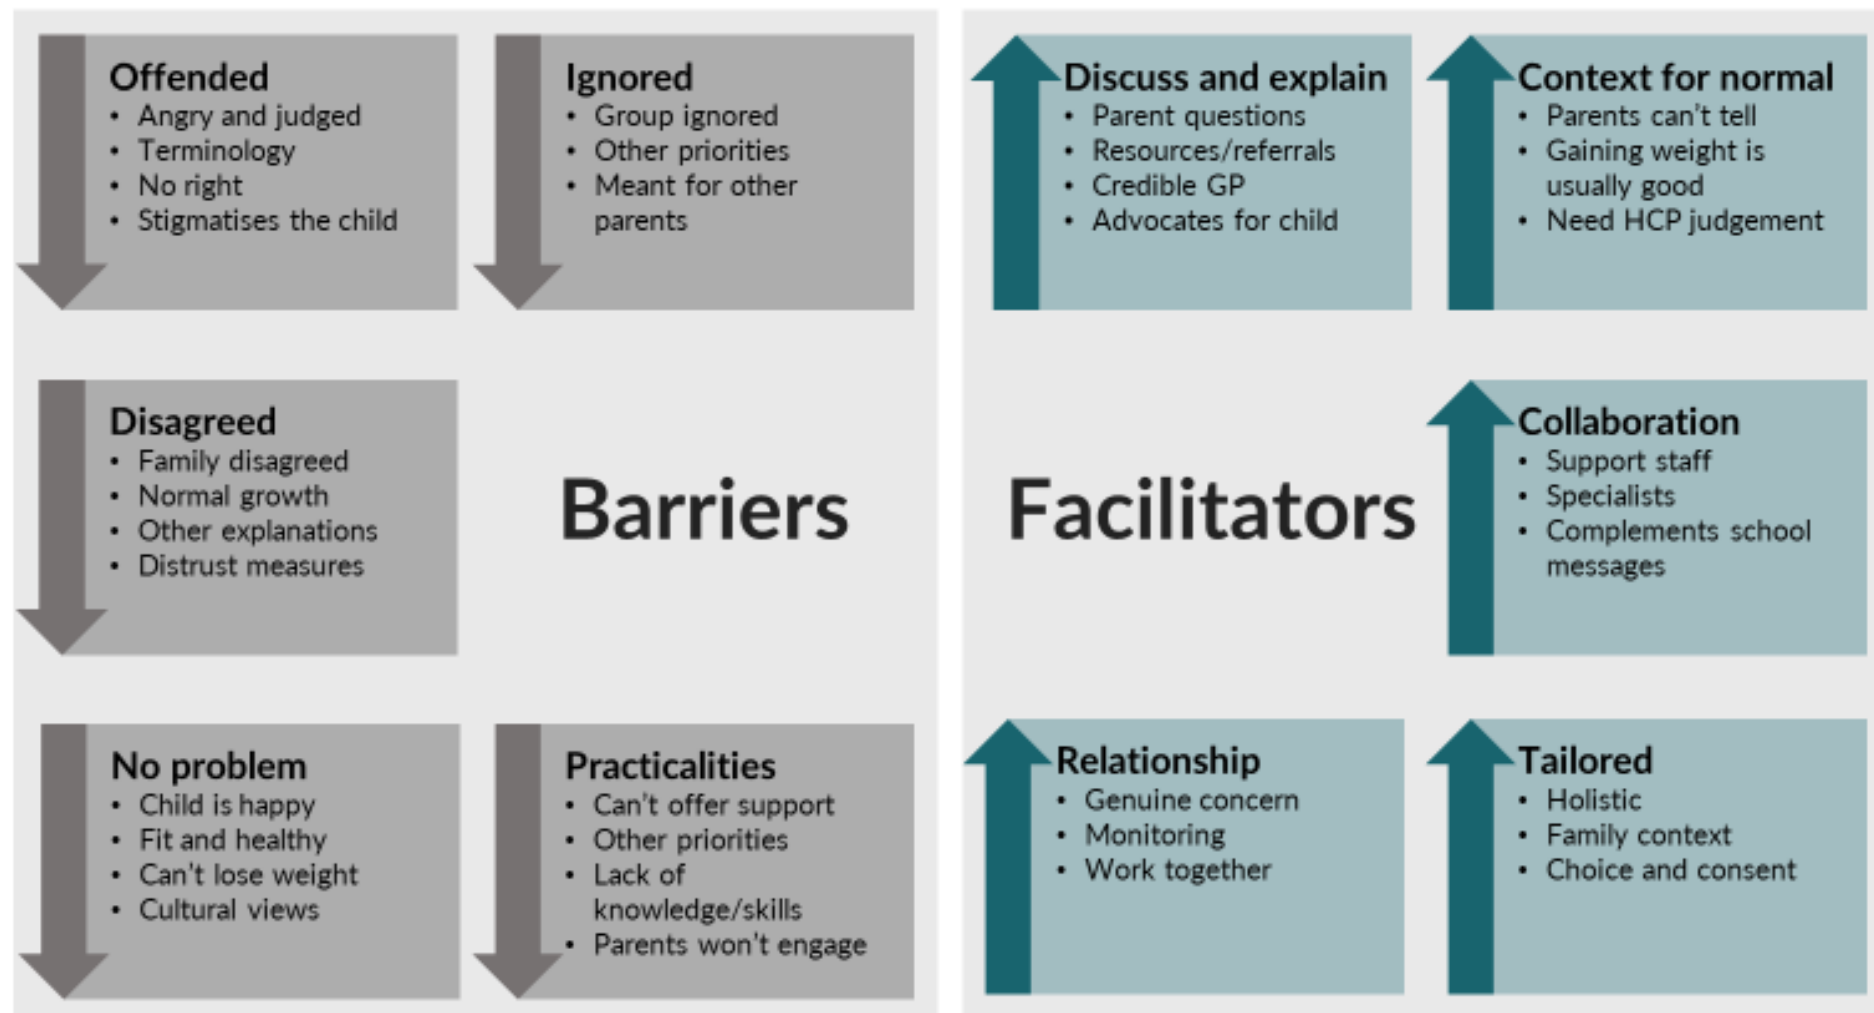 Offended
• Angry and judged
• Terminology
• No right
• Stigmatises the child
Ignored
• Group ignored
• Other priorities
• Meant for other
parents
Disagreed
• Family disagreed
• Normal growth
• Other explanations
• Distrust measures
Barriers
No problem
• Child is happy
• Fit and healthy
• Can't lose weight
• Cultural views
Practicalities
• Can't offer support
• Other priorities
• Lack of
knowledge/skills
• Parents won't engage
Discuss and explain
• Parent questions
• Resources/referrals
• Credible GP
• Advocates for child
Context for normal
• Parents can't tell
• Gaining weight is
usually good
• Need HCP judgement
Facilitators
Collaboration
• Support staff
• Specialists
• Complements school
messages
Relationship
• Genuine concern
• Monitoring
• Work together
Tailored
• Holistic
• Family context
• Choice and consent